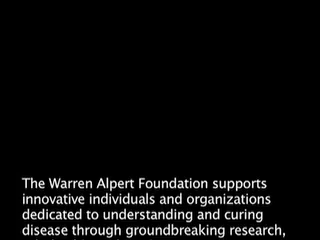 The Warren Alpert Foundation supports
innovative individuals and organizations
dedicated to understanding and curing
disease through groundbreaking research,